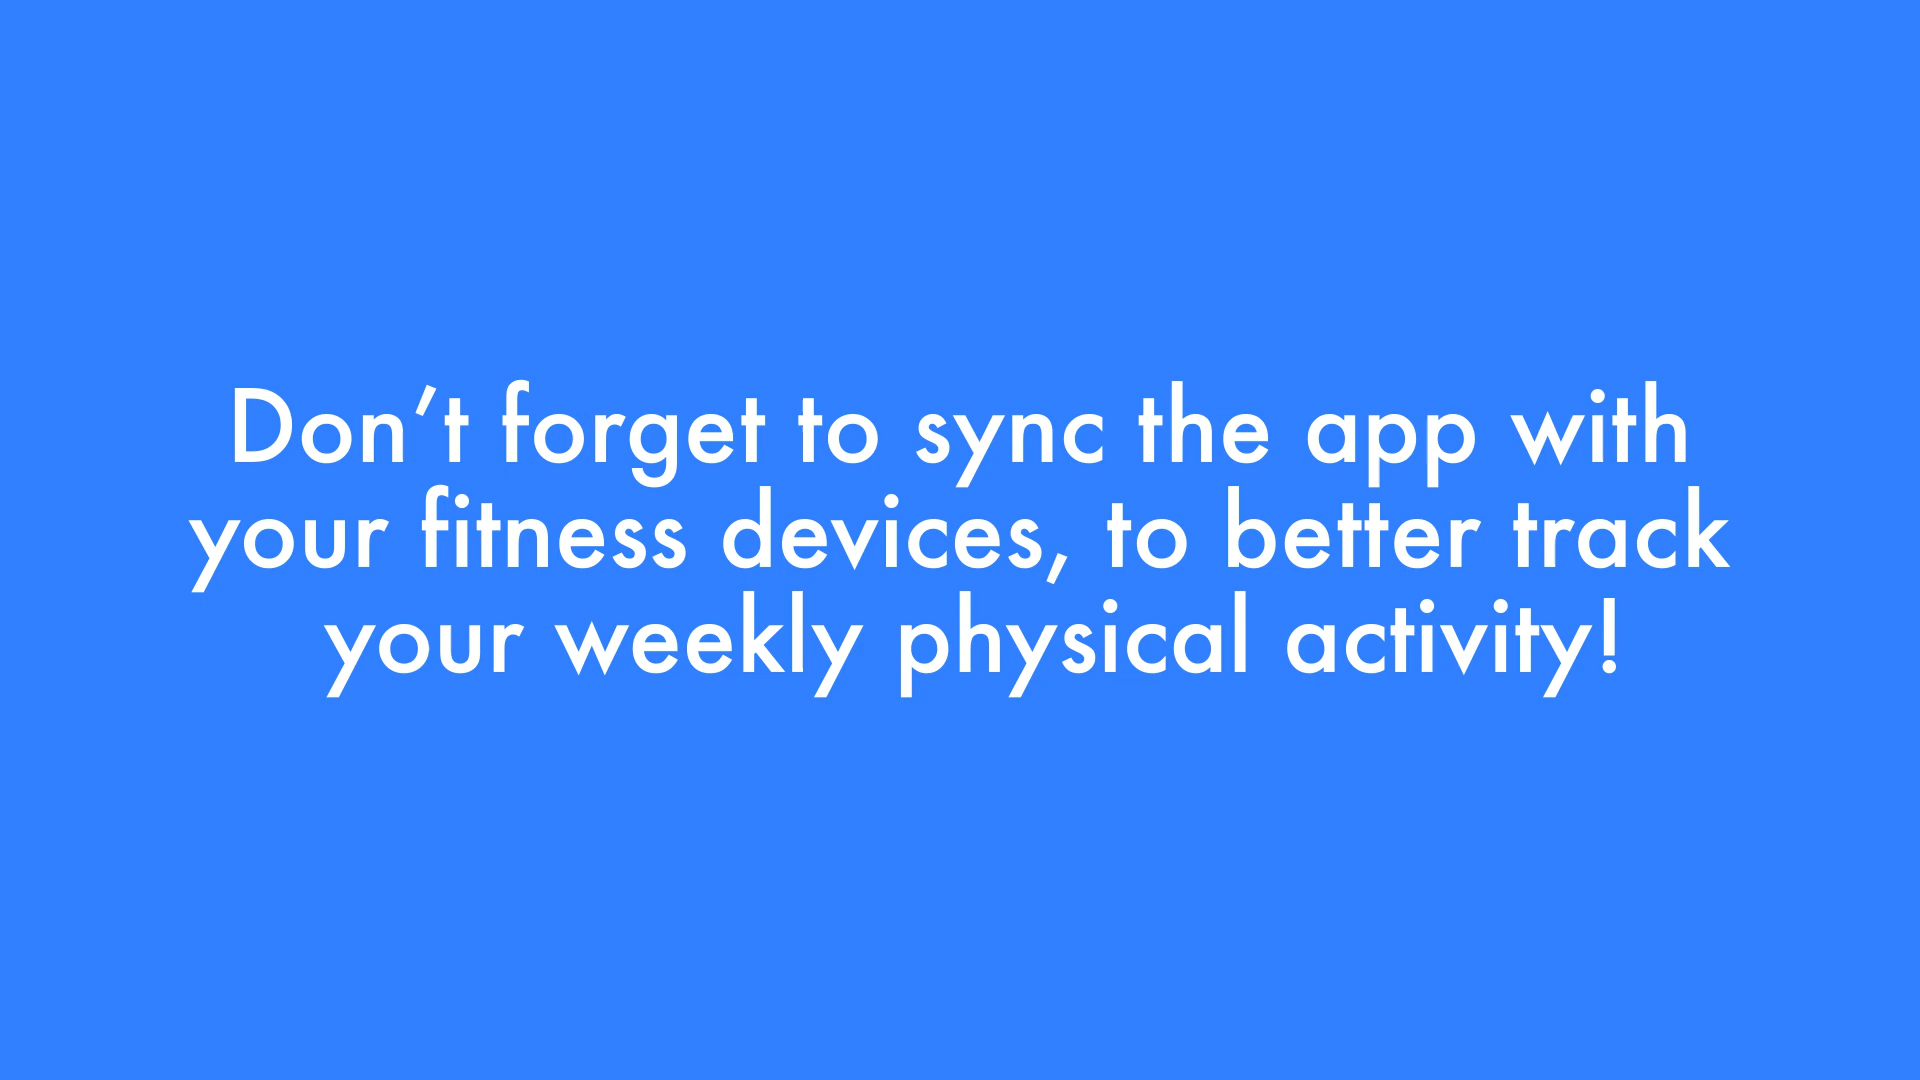 Don’t forget to sync the app with
your fitness devices, to better track
your weekly physical activity!